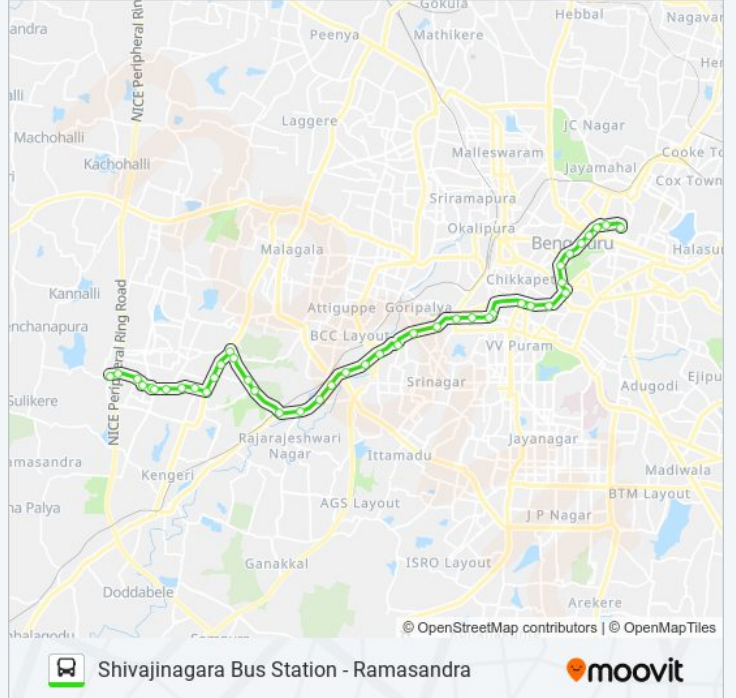 Gokula
Hebbal
Nagavar
andra
Peenya
Mathikere
NICE Peripheral Rin
Her
alli
Laggere
JC Nagar
Machohalli
Malleswaram
Cooke To
Kachohalli
Jayamahal
Cox Town
Sriramapura
Okalipura
Malagala
Bengaluru
Halasu
Chikkapet
Kannalli
Attiguppe
Goripalya
enchanapura
NICE Peripheral Ring Road
BCC Layout
VV Puram
Srinagar
Adugodi
Ejipu
Sulikere
Rajarajeshwari
Nagar
Jayanagar
Ittamadu
amasandra
Kengeri
Madiwala
BTM Layout
AGS Layout
na Palya
J P Nagar
Ganakkal
ISRO Layout
Doddabele
Arekere
© OpenStreetMap contributors | © OpenMapTiles
Shivajinagara Bus Station - Ramasandra
moovit